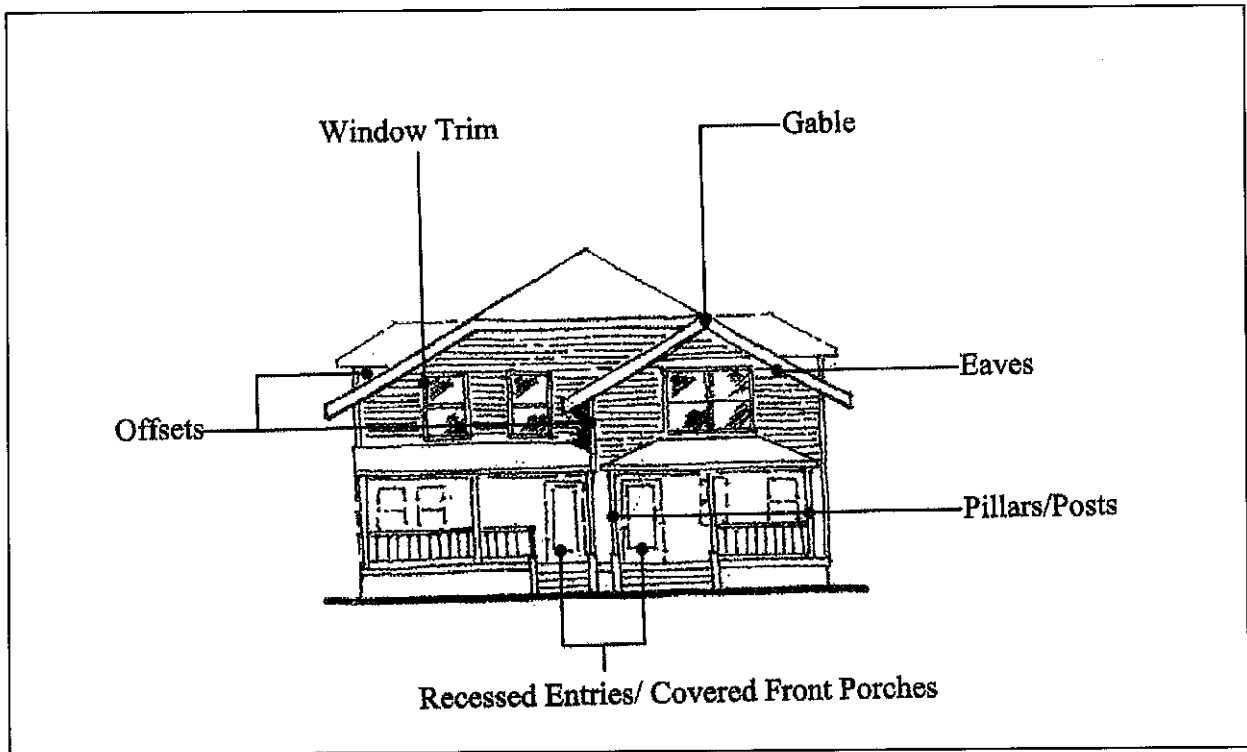 Window Trim
Gable
Eaves
Offsets
Pillars/Posts
Recessed Entries/ Covered Front Porches